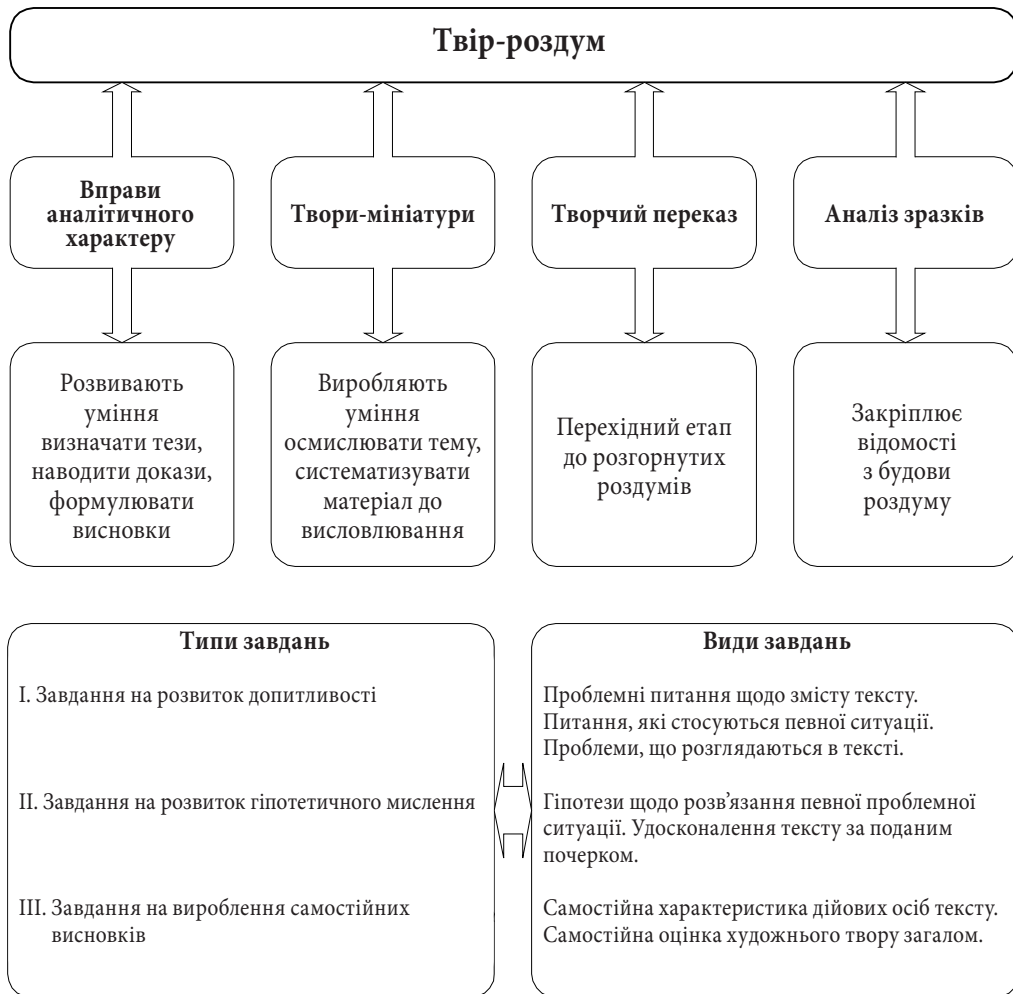 Твір-роздум
Вправи
аналітичного
характеру
Твори-мініатури
Творчий переказ
Аналіз зразків
Розвивають
уміння
визначати тези,
наводити докази,
формулювати
висновки
Виробляють
уміння
осмислювати тему,
систематизувати
матеріал до
висловлювання
Перехідний етап
до розгорнутих
роздумів
Закріплює
відомості
з будови
роздуму
Типи завдань
І. Завдання на розвиток допитливості
ІІ. Завдання на розвиток гіпотетичного мислення
ІІІ. Завдання на вироблення самостійних
висновків
Види завдань
Проблемні питання щодо змісту тексту.
Питання, які стосуються певної ситуації.
Проблеми, що розглядаються в тексті.
Гіпотези щодо розв'язання певної проблемної
ситуації. Удосконалення тексту за поданим
почерком.
Самостійна характеристика дійових осіб тексту.
Самостійна оцінка художнього твору загалом.